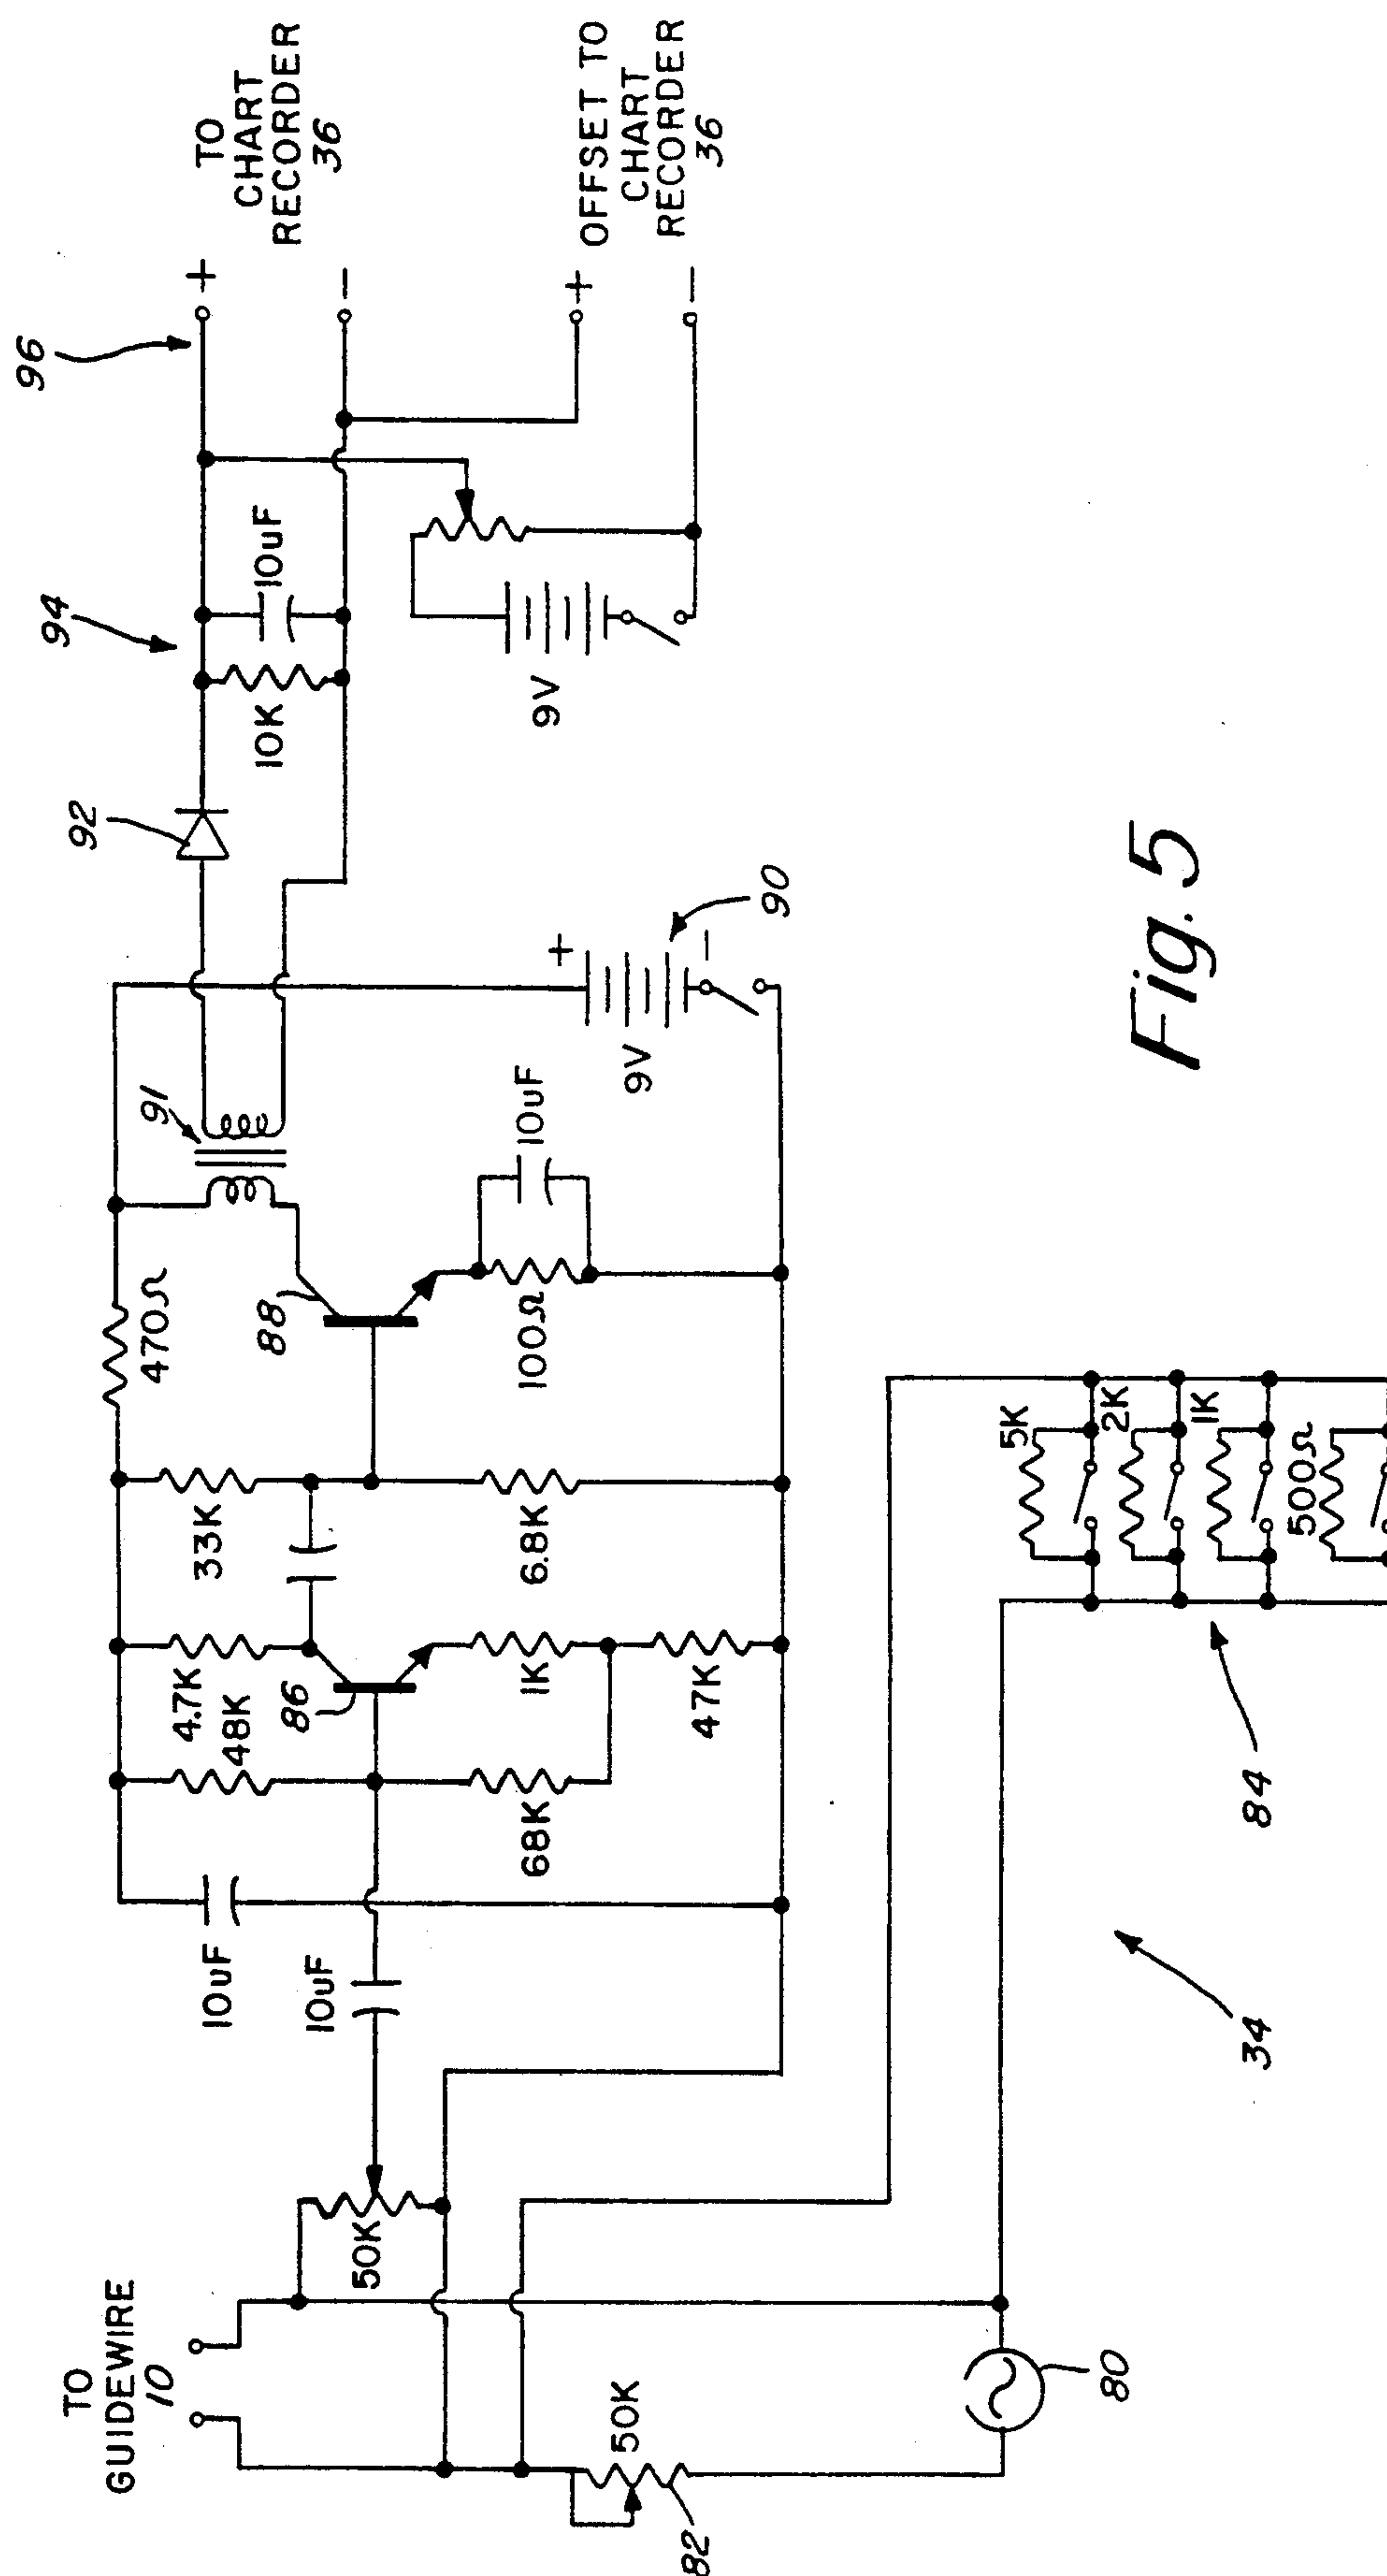 TO
GUIDEWIRE
10
50K
82
80
50K
10uF
10uF
48K
4.7K
86
68K
1K
47K
33K
6.8K
470Ω
88
100Ω
10uF
91
9V
+
−
90
92
94
10K
10uF
9V
96
+
TO
CHART
RECORDER
36
−
+
OFFSET TO
CHART
RECORDER
36
−
5K
2K
1K
500Ω
84
34
Fig. 5